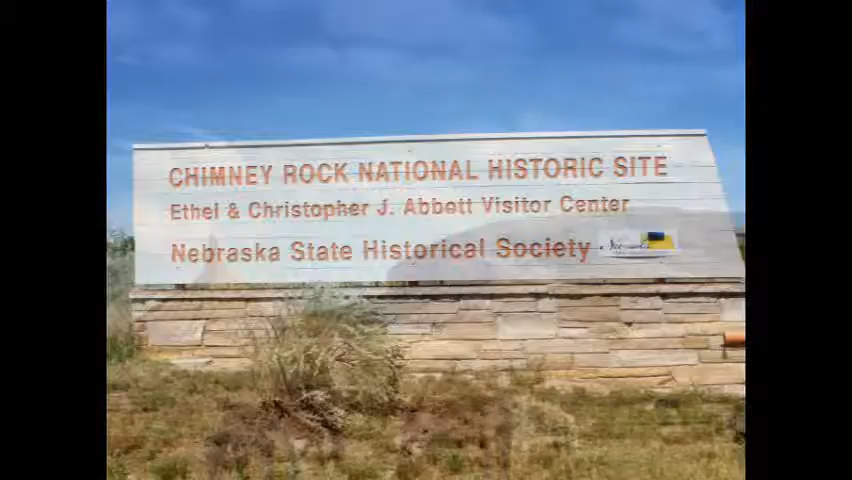 CHIMNEY ROCK NATIONAL HISTORIC SITE
Ethel & Christopher J. Abbott Visitor Center
Nebraska State Historical Society